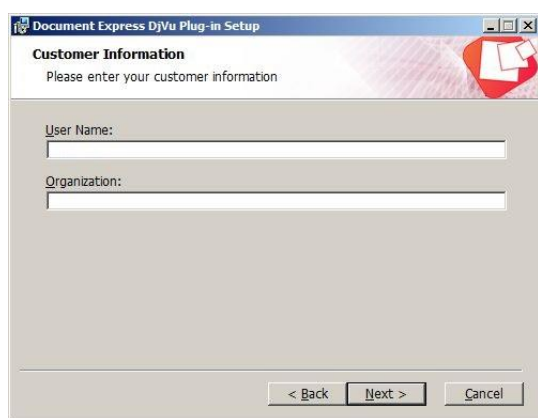 Document Express DjVu Plug-in Setup
Customer Information
Please enter your customer information
User Name:
Organization:
< Back Next > Cancel